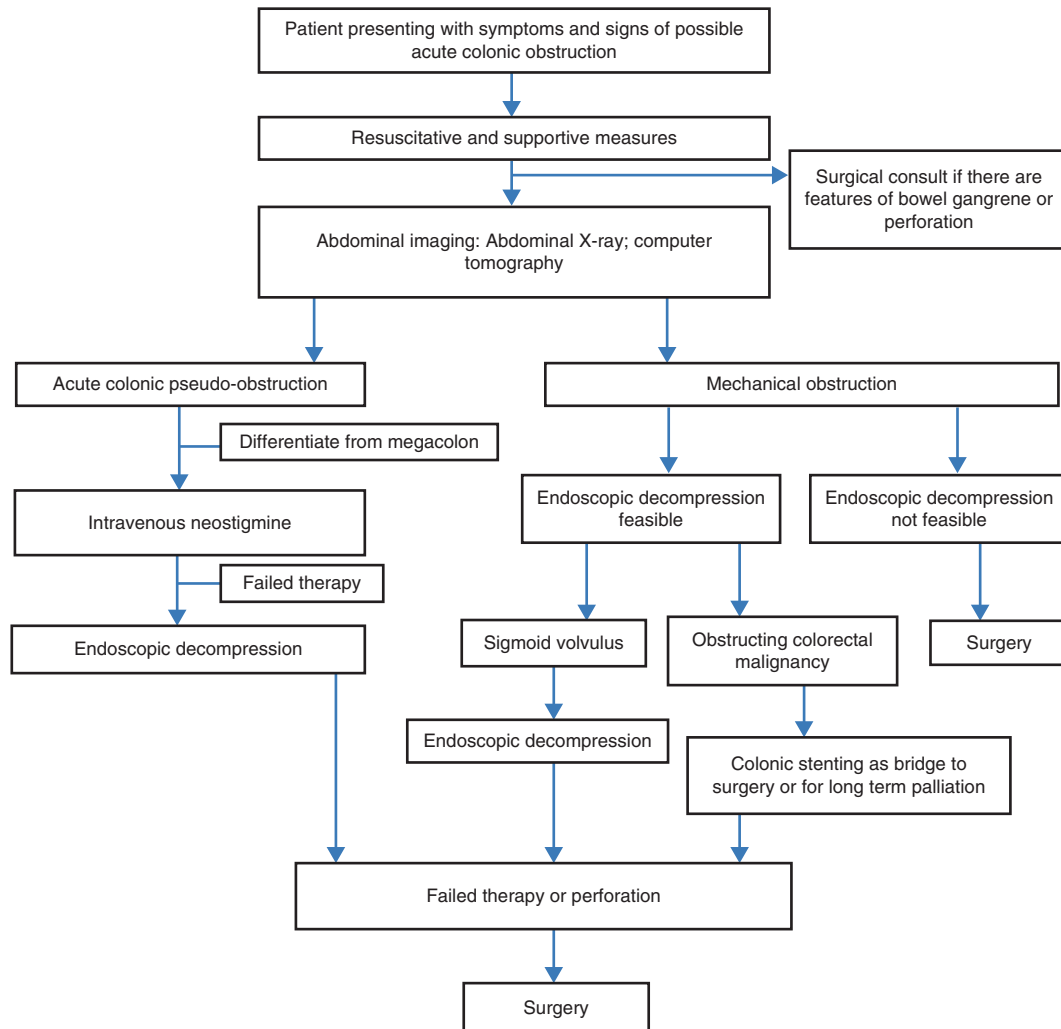 Patient presenting with symptoms and signs of possible
acute colonic obstruction
Resuscitative and supportive measures
Surgical consult if there are
features of bowel gangrene or
perforation
Abdominal imaging: Abdominal X-ray; computer
tomography
Acute colonic pseudo-obstruction
Mechanical obstruction
Differentiate from megacolon
Intravenous neostigmine
Endoscopic decompression
feasible
Endoscopic decompression
not feasible
Failed therapy
Endoscopic decompression
Sigmoid volvulus
Obstructing colorectal
malignancy
Surgery
Endoscopic decompression
Colonic stenting as bridge to
surgery or for long term palliation
Failed therapy or perforation
Surgery